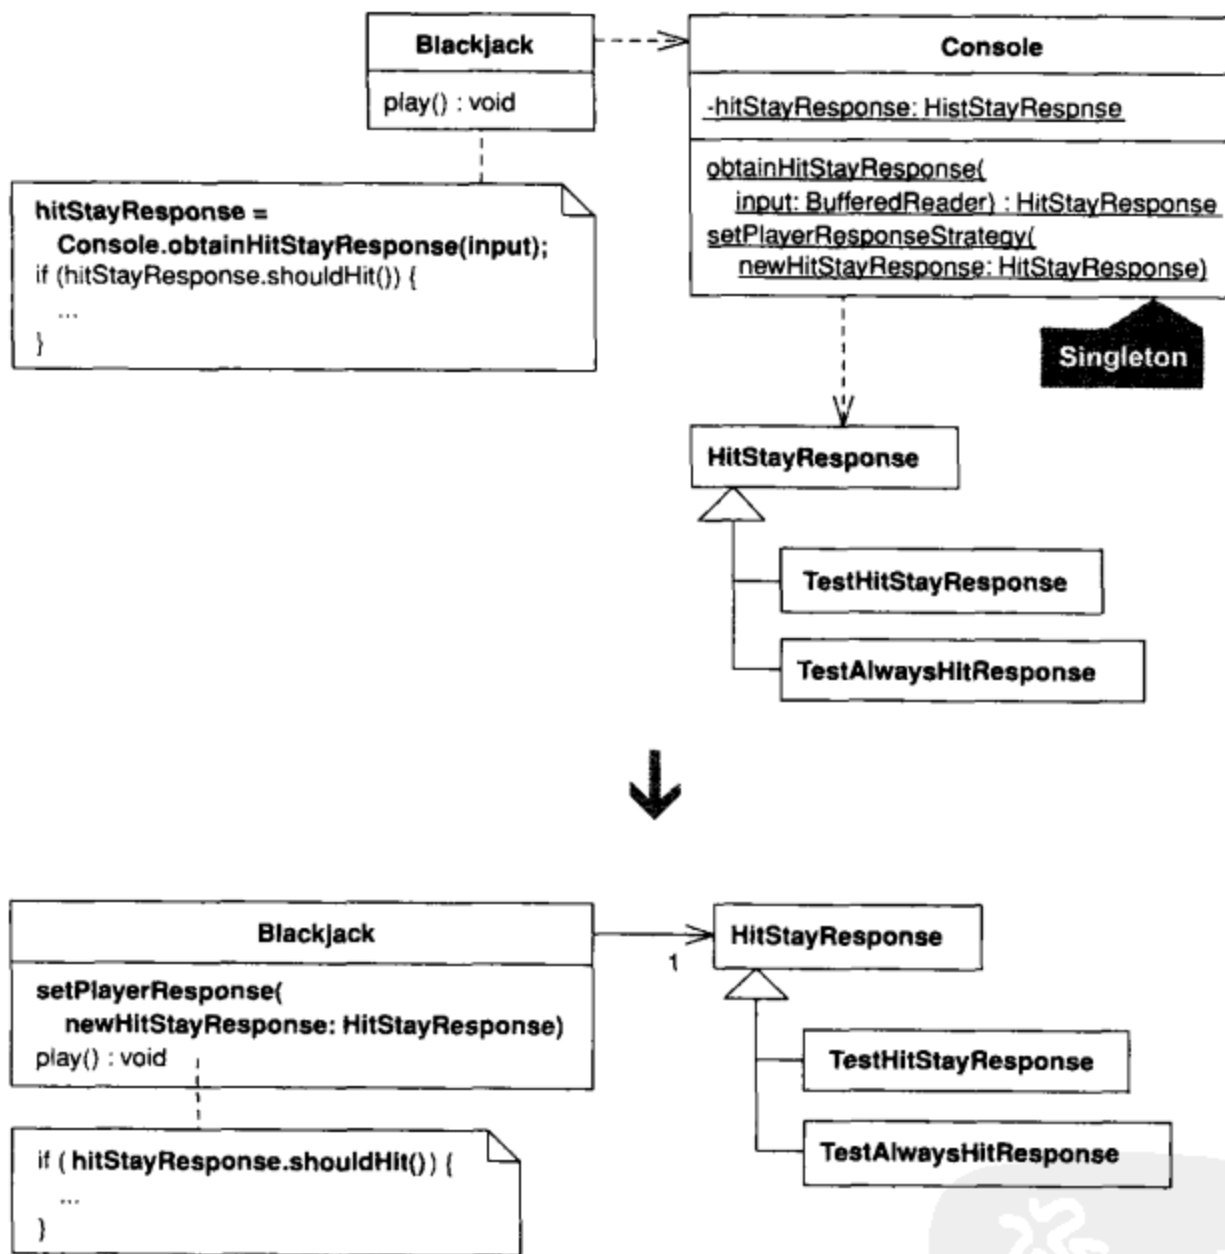 Blackjack
play() : void
Console
-hitStayResponse: HistStayRespnse
obtainHitStayResponse(
input: BufferedReader) : HitStayResponse
setPlayerResponseStrategy(
newHitStayResponse: HitStayResponse)
hitStayResponse =
Console.obtainHitStayResponse(input);
if (hitStayResponse.shouldHit()) {
...
}
Singleton
HitStayResponse
TestHitStayResponse
TestAlwaysHitResponse
Blackjack
setPlayerResponse(
newHitStayResponse: HitStayResponse)
play() : void
1
HitStayResponse
TestHitStayResponse
TestAlwaysHitResponse
if ( hitStayResponse.shouldHit()) {
...
}